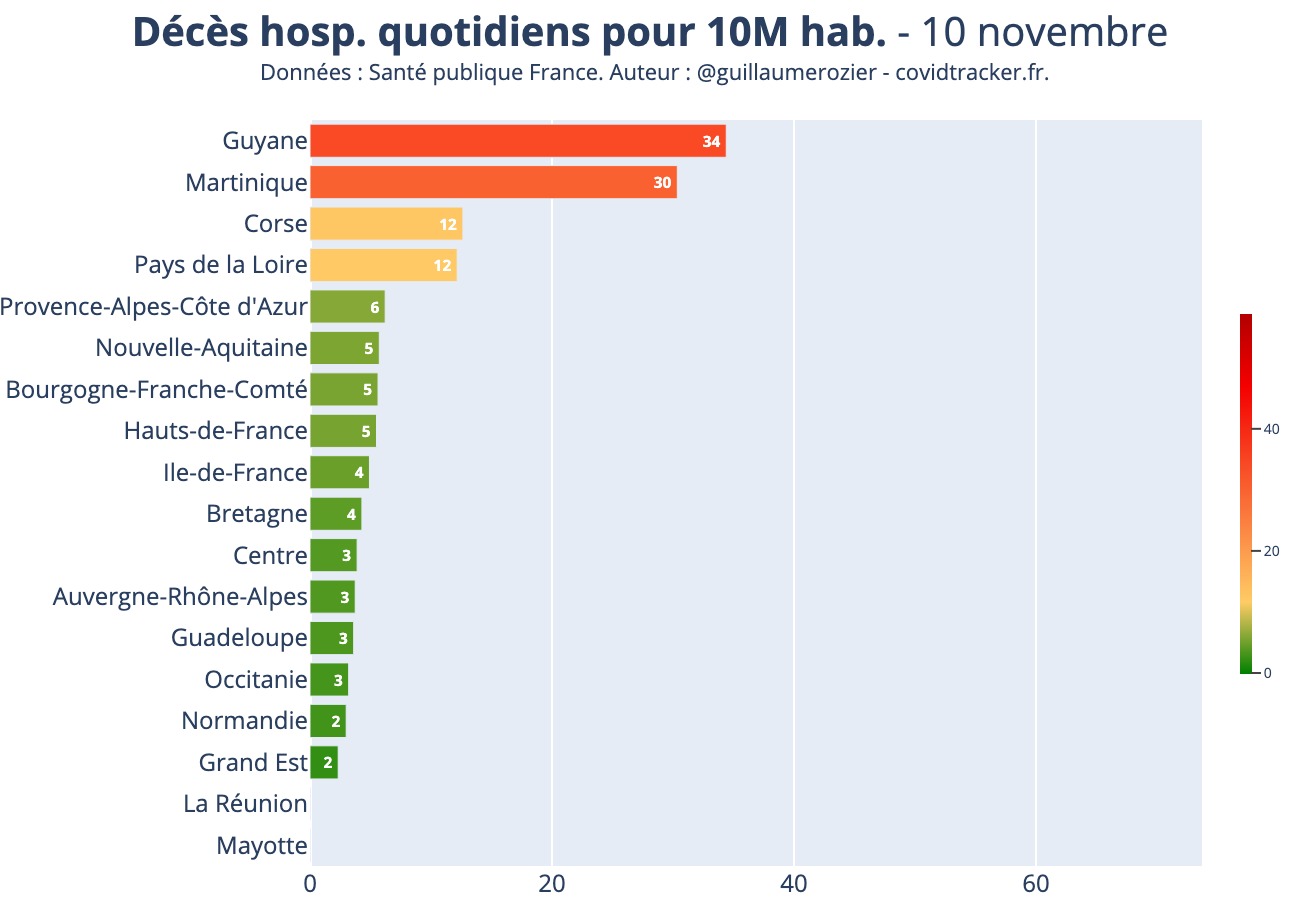 Décès hosp. quotidiens pour 10M hab. - 10 novembre
Données : Santé publique France. Auteur : @guillaumerozier - covidtracker.fr.
Guyane 34
Martinique 30
Corse 12
Pays de la Loire 12
Provence-Alpes-Côte d'Azur 6
Nouvelle-Aquitaine 5
Bourgogne-Franche-Comté 5
Hauts-de-France 5
Ile-de-France 4
Bretagne 4
Centre 3
Auvergne-Rhône-Alpes 3
Guadeloupe 3
Occitanie 3
Normandie 2
Grand Est 2
La Réunion
Mayotte
0 20 40 60
40
20
0